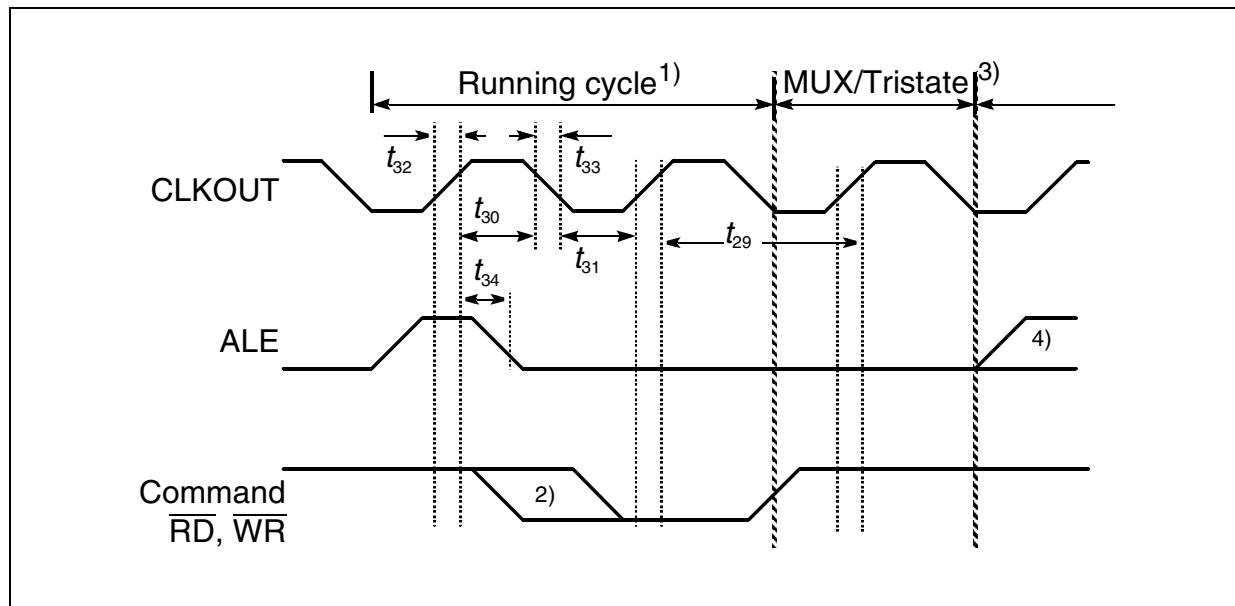 Running cycle1) MUX/Tristate3)
t32
t33
CLKOUT
t30
t31
t29
t34
ALE
4)
Command
RD, WR
2)